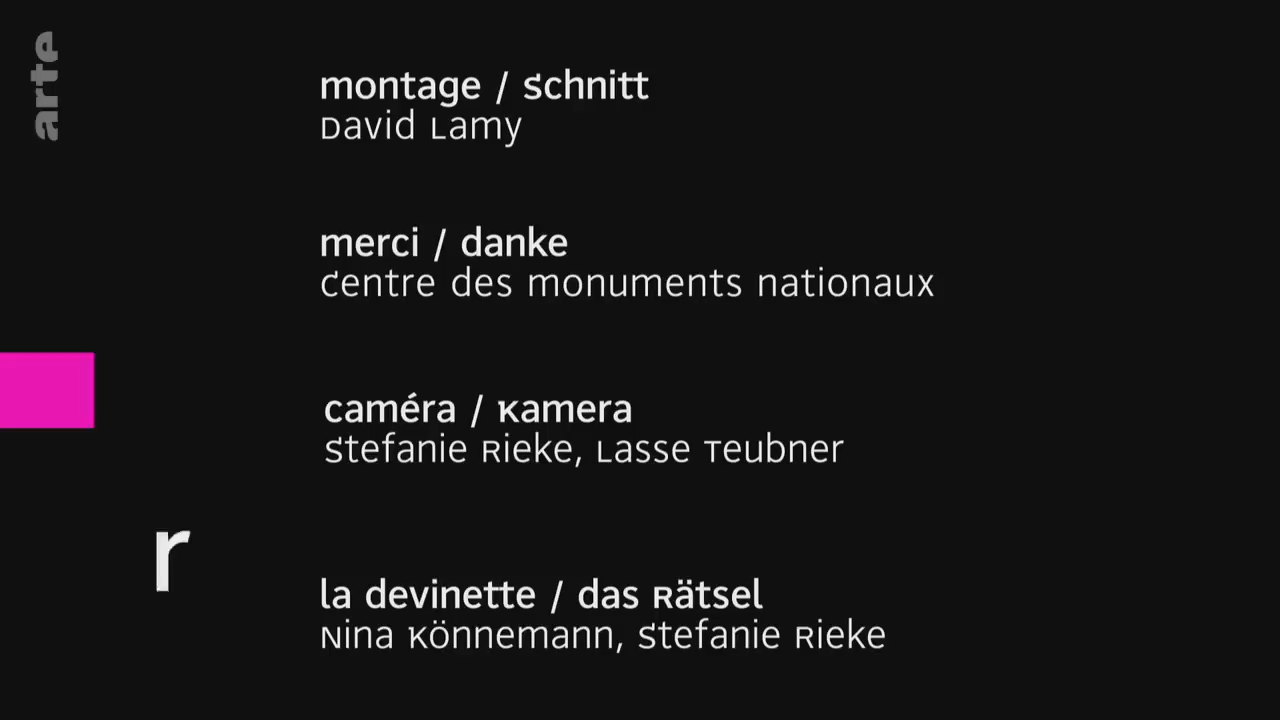 arte
montage / Schnitt
David Lamy
merci / danke
Centre des monuments nationaux
caméra / Kamera
Stefanie Rieke, Lasse Teubner
r
la devinette / das Rätsel
Nina Könnemann, Stefanie Rieke